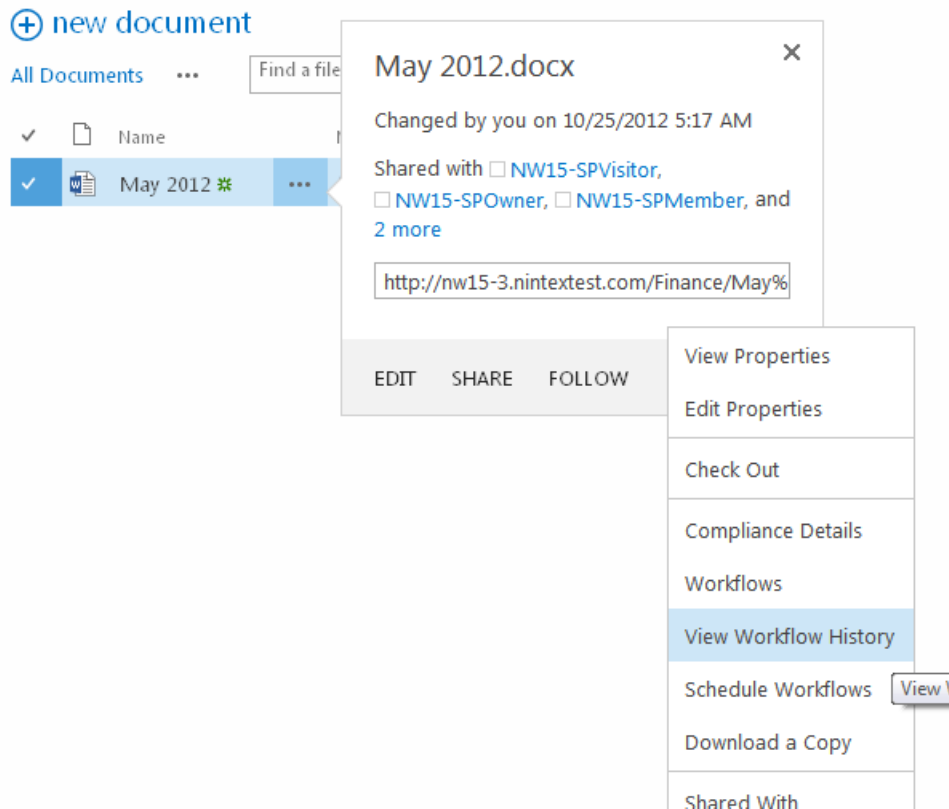 new document
All Documents ...
Find a file
Name
May 2012
May 2012.docx
Changed by you on 10/25/2012 5:17 AM
Shared with NW15-SPVisitor,
NW15-SPOwner, NW15-SPMember, and
2 more
http://nw15-3.nintextest.com/Finance/May%
EDIT SHARE FOLLOW
View Properties
Edit Properties
Check Out
Compliance Details
Workflows
View Workflow History
Schedule Workflows
View
Download a Copy
Shared With